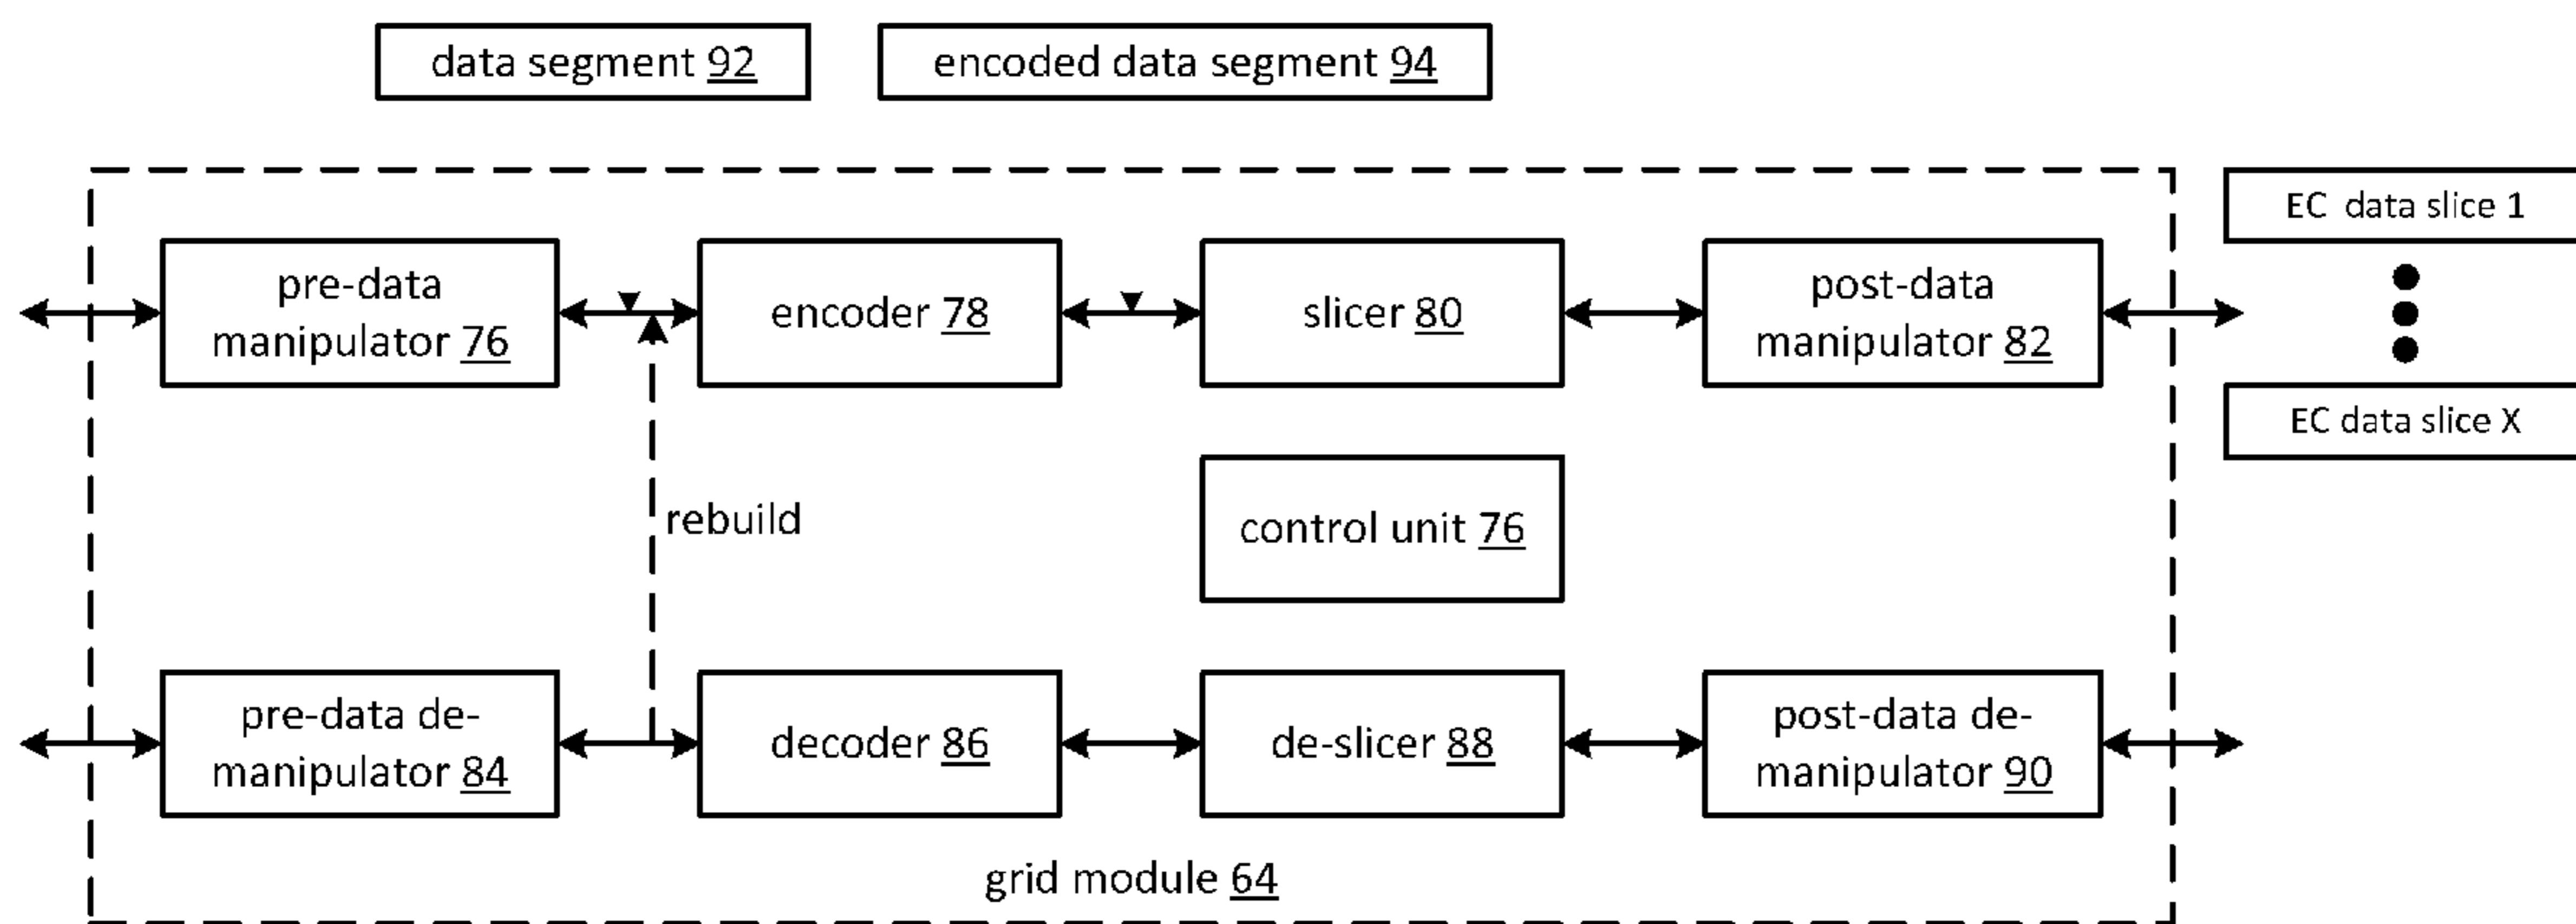 data segment 92
encoded data segment 94
EC data slice 1
pre-data
manipulator 76
encoder 78
slicer 80
post-data
manipulator 82
EC data slice X
rebuild
control unit 76
pre-data de-
manipulator 84
decoder 86
de-slicer 88
post-data de-
manipulator 90
grid module 64